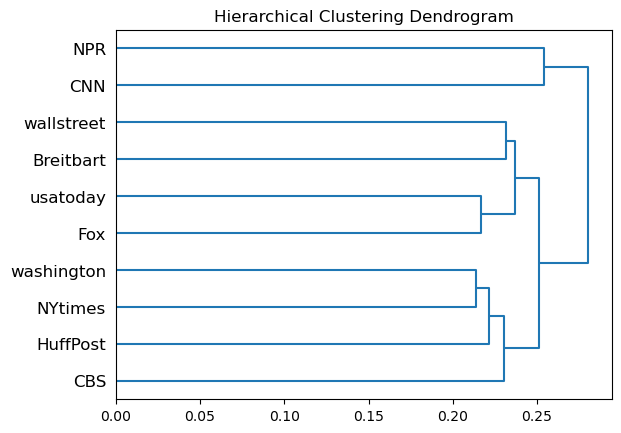 Hierarchical Clustering Dendrogram
NPR
CNN
wallstreet
Breitbart
usatoday
Fox
washington
NYtimes
HuffPost
CBS
0.00 0.05 0.10 0.15 0.20 0.25